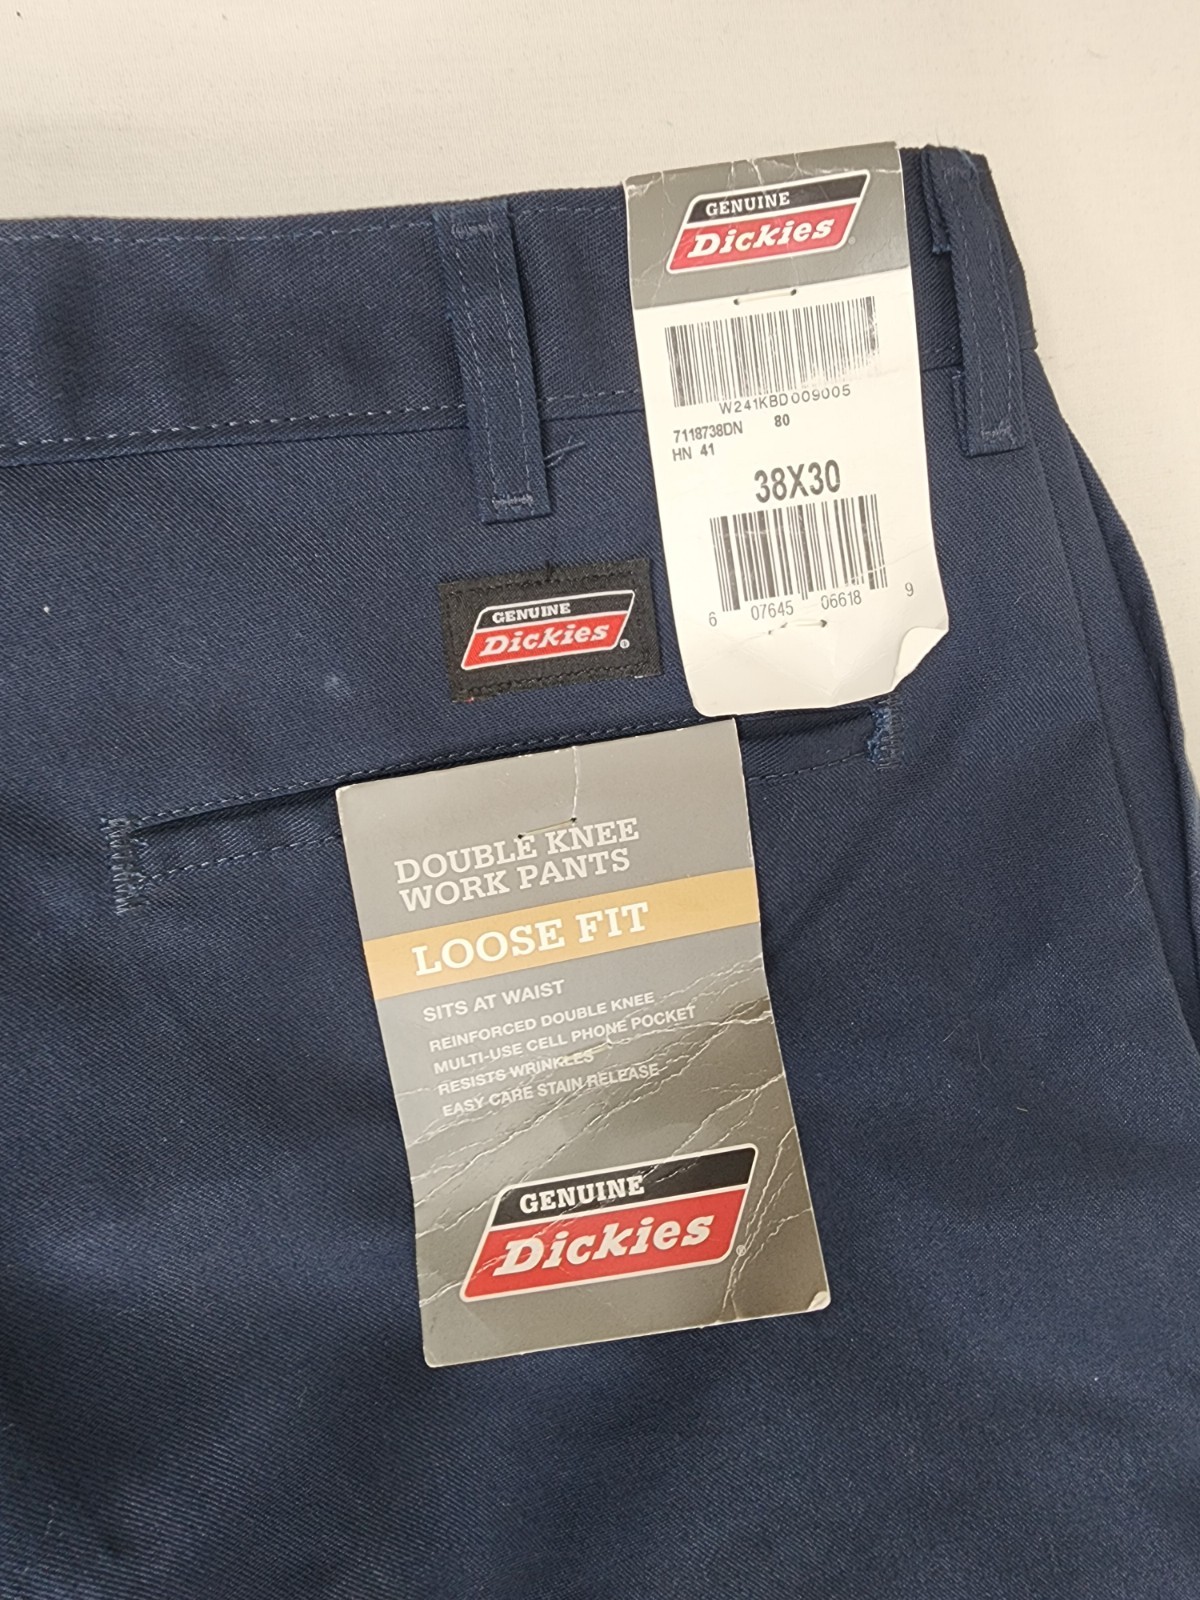 GENUINE
Dickies
W241KBD009005
7118738DN 80
HN 41
38X30
6 07645 06618 9
GENUINE
Dickies
DOUBLE KNEE
WORK PANTS
LOOSE FIT
SITS AT WAIST
REINFORCED DOUBLE KNEE
MULTI-USE CELL PHONE POCKET
RESISTS WRINKLES
EASY CARE STAIN RELEASE
GENUINE
Dickies